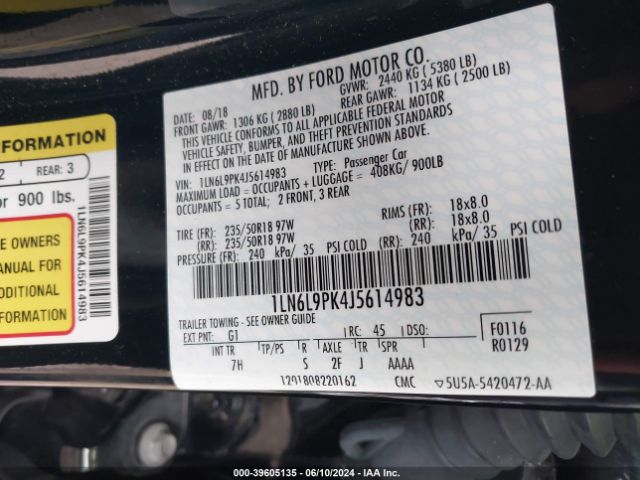 MFD. BY FORD MOTOR CO.
DATE: 08/18 GVWR: 2440 KG ( 5380 LB)
FRONT GAWR: 1306 KG ( 2880 LB) REAR GAWR: 1134 KG ( 2500 LB)
THIS VEHICLE CONFORMS TO ALL APPLICABLE FEDERAL MOTOR
VEHICLE SAFETY, BUMPER, AND THEFT PREVENTION STANDARDS
IN EFFECT ON THE DATE OF MANUFACTURE SHOWN ABOVE.
VIN: 1LN6L9PK4J5614983 TYPE: Passenger Car
MAXIMUM LOAD = OCCUPANTS + LUGGAGE = 408KG/ 900LB
OCCUPANTS = 5 TOTAL; 2 FRONT, 3 REAR
TIRE (FR): 235/50R18 97W RIMS (FR): 18x8.0
(RR): 235/50R18 97W (RR): 18x8.0
PRESSURE (FR): 240 kPa/ 35 PSI COLD (RR): 240 kPa/ 35 PSI COLD
1LN6L9PK4J5614983
TRAILER TOWING - SEE OWNER GUIDE
EXT PNT: G1 RC: 45 DSO: F0116
INT TR TP/PS R AXLE TR SPR R0129
7H S 2F J AAAA
1201808220162 CMC 5U5A-5420472-AA
FORMATION
2 REAR: 3
or 900 lbs.
E OWNERS
ANUAL FOR
DDITIONAL
FORMATION
1LN6L9PK4J5614983
000-39605135 - 06/10/2024 - IAA Inc.